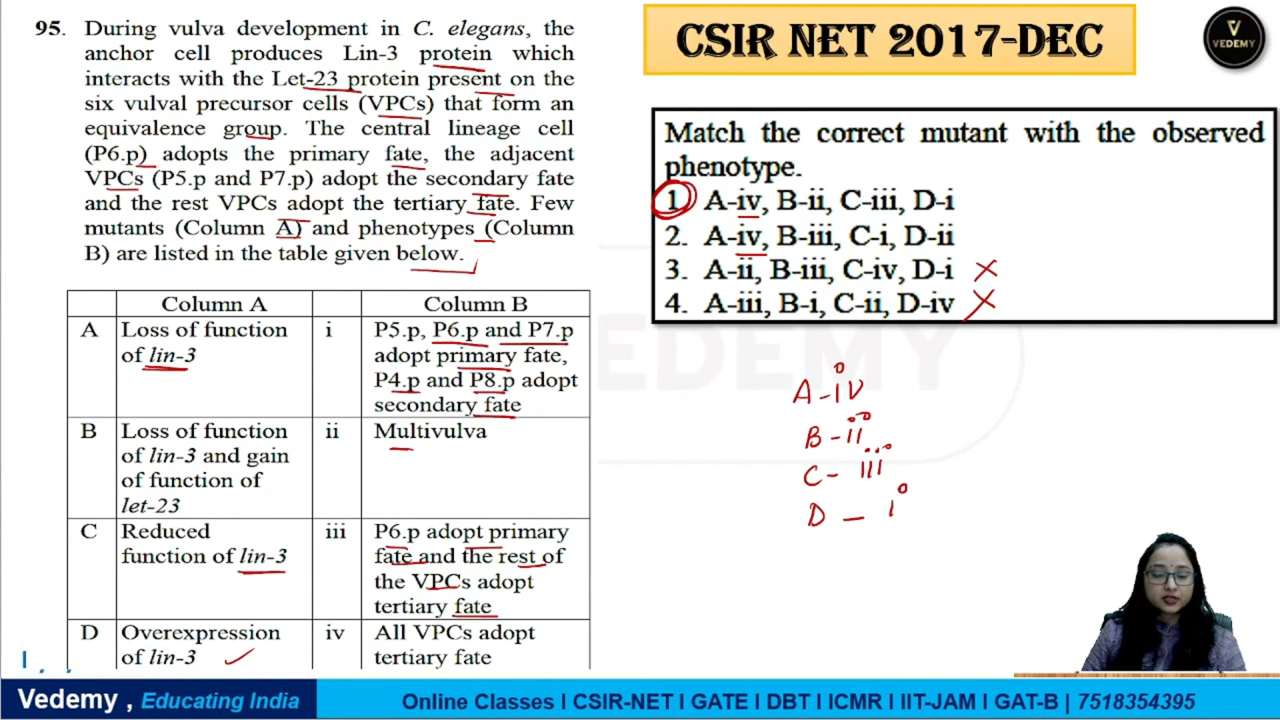 95. During vulva development in C. elegans, the
anchor cell produces Lin-3 protein which
interacts with the Let-23 protein present on the
six vulval precursor cells (VPCs) that form an
equivalence group. The central lineage cell
(P6.p) adopts the primary fate, the adjacent
VPCs (P5.p and P7.p) adopt the secondary fate
and the rest VPCs adopt the tertiary fate. Few
mutants (Column A) and phenotypes (Column
B) are listed in the table given below.
Column A Column B
A Loss of function of lin-3 i P5.p, P6.p and P7.p adopt primary fate, P4.p and P8.p adopt secondary fate
B Loss of function of lin-3 and gain of function of let-23 ii Multivulva
C Reduced function of lin-3 iii P6.p adopt primary fate and the rest of the VPCs adopt tertiary fate
D Overexpression of lin-3 iv All VPCs adopt tertiary fate
CSIR NET 2017-DEC
VEDEMY
Match the correct mutant with the observed
phenotype.
1. A-iv, B-ii, C-iii, D-i
2. A-iv, B-iii, C-i, D-ii
3. A-ii, B-iii, C-iv, D-i
4. A-iii, B-i, C-ii, D-iv
A-iv
B-ii
C-iii
D-i
VEDEMY
Vedemy , Educating India
Online Classes I CSIR-NET I GATE I DBT I ICMR I IIT-JAM I GAT-B | 7518354395